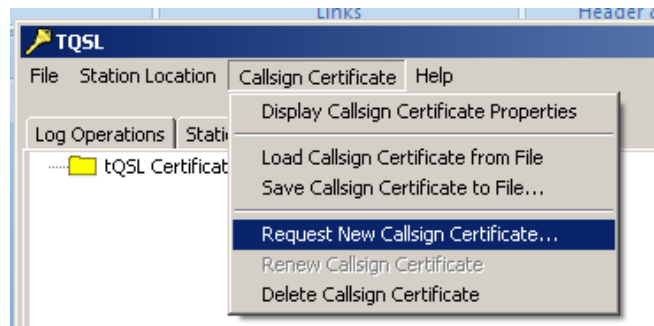 Links Header &
TQSL
File Station Location Callsign Certificate Help
Display Callsign Certificate Properties
Log Operations Stati
Load Callsign Certificate from File
tQSL Certificat
Save Callsign Certificate to File...
Request New Callsign Certificate...
Renew Callsign Certificate
Delete Callsign Certificate